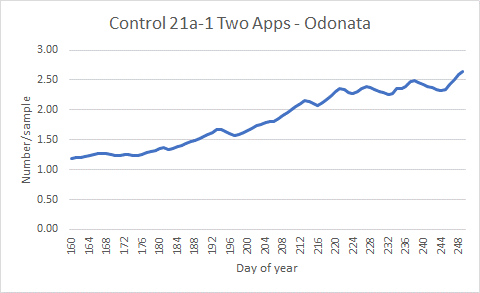 Control 21a-1 Two Apps - Odonata
3.00
2.50
2.00
1.50
1.00
0.50
0.00
Number/sample
160 164 168 172 176 180 184 188 192 196 200 204 208 212 216 220 224 228 232 236 240 244 248
Day of year